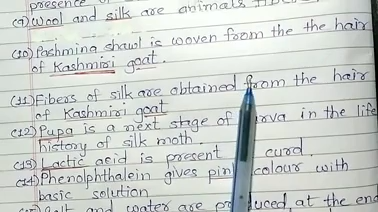 presence
(9) Wool and silk are animals
(10) Pashmina shawl is woven from the the hair
of Kashmiri goat.
(11) Fibers of silk are obtained from the hair
of Kashmiri goat
(12) Pupa is a next stage of in the life
history of silk moth.
(13) Lactic acid is present curd.
(14) Phenolphthalein gives colour with
basic solution
and water are at the end